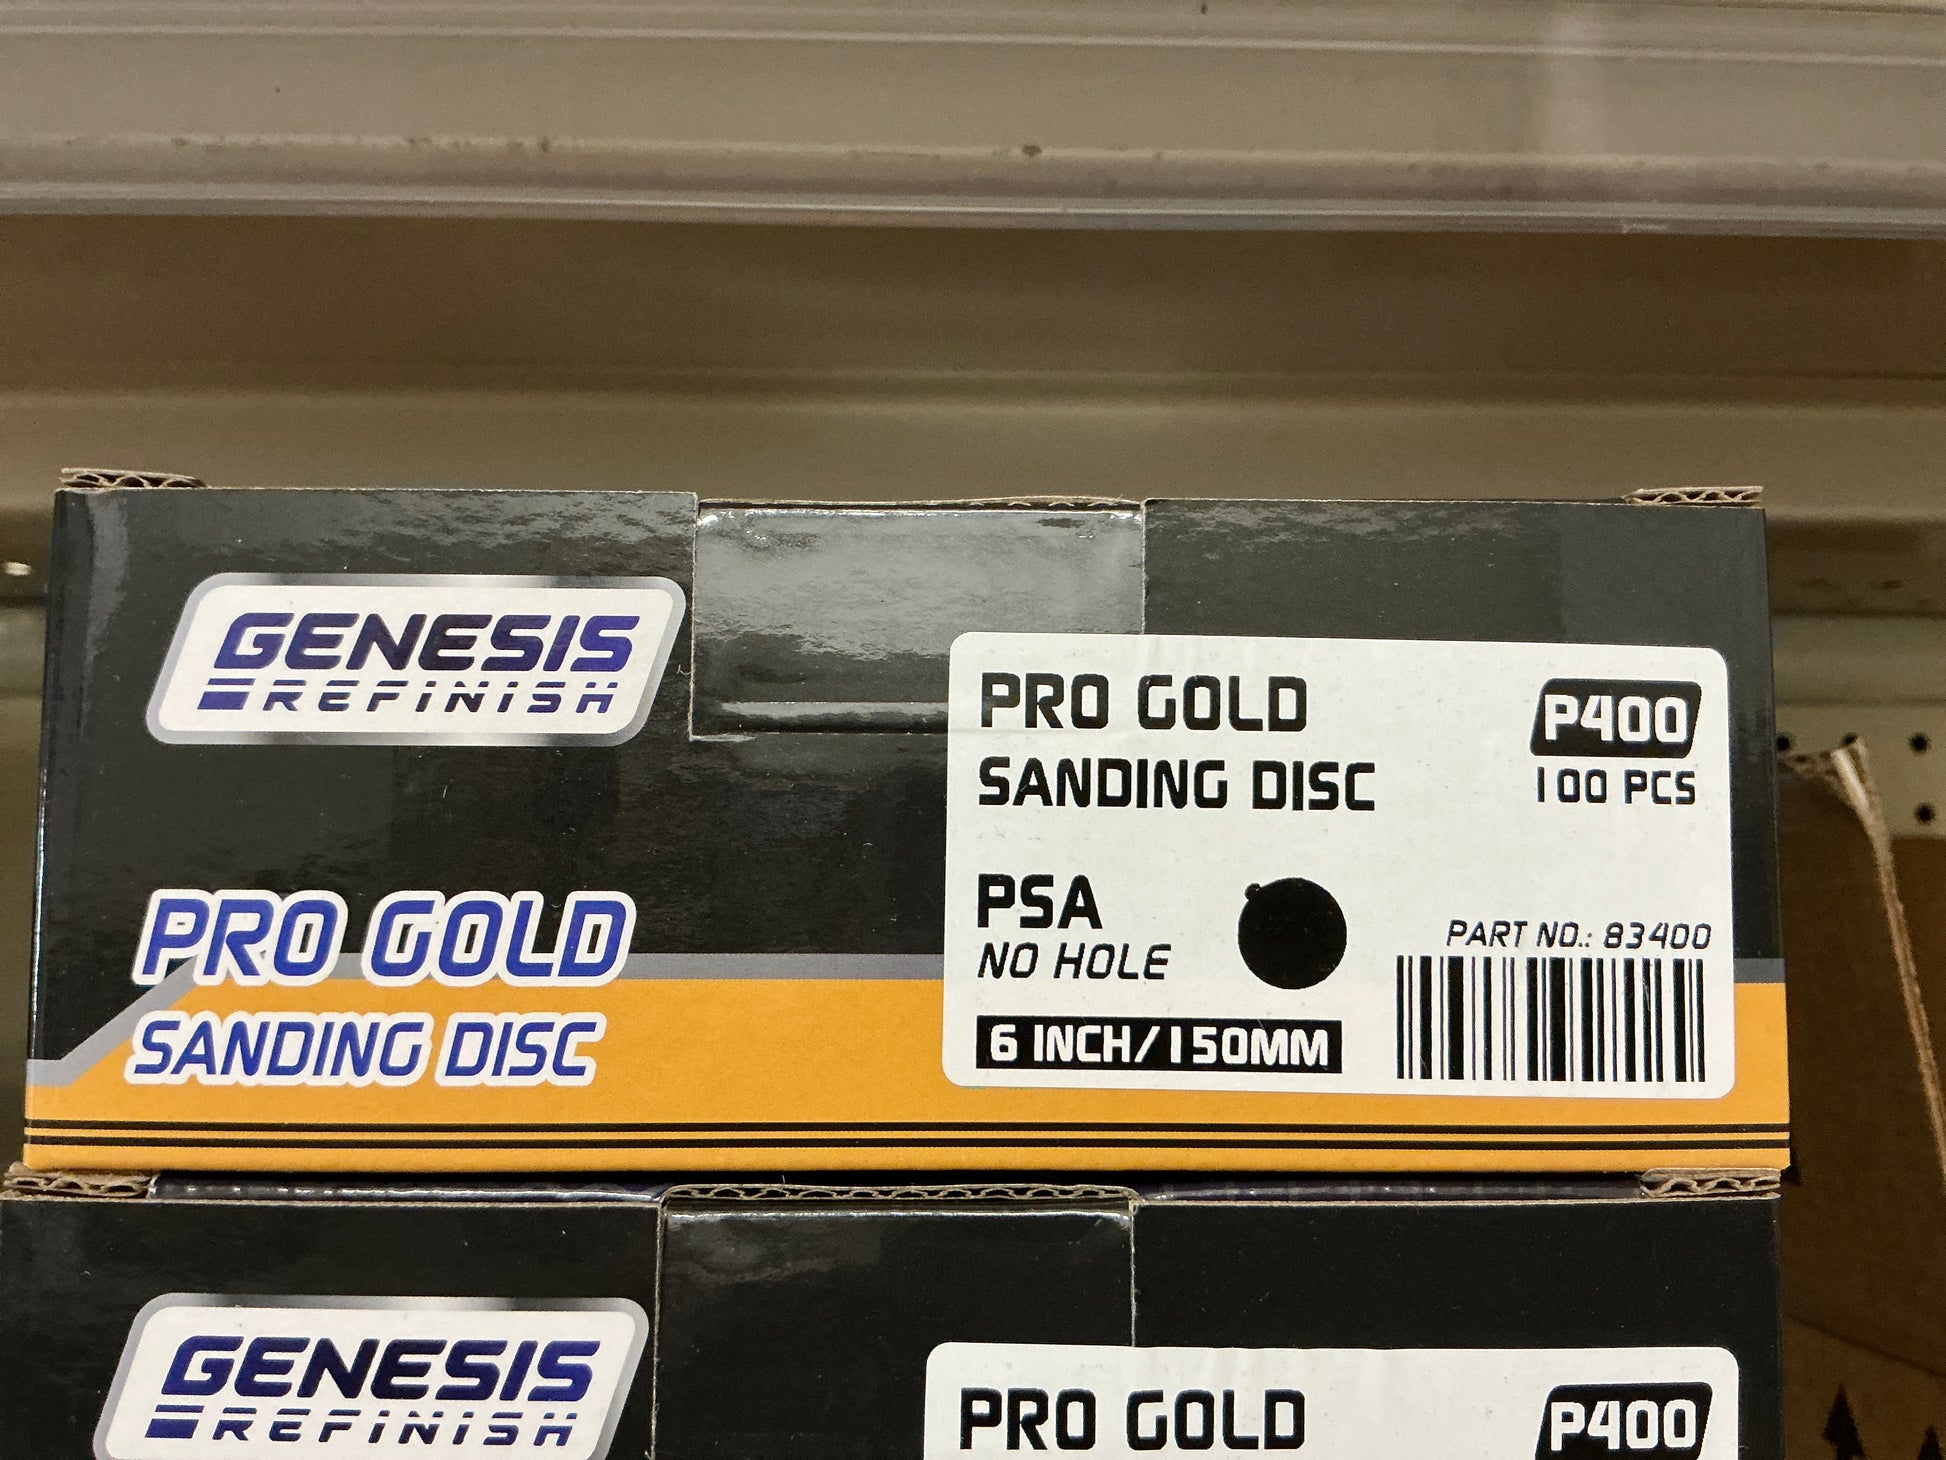 GENESIS
REFINISH
PRO GOLD
SANDING DISC
PRO GOLD
SANDING DISC
P400
100 PCS
PSA
NO HOLE
6 INCH/150MM
PART NO.: 83400
GENESIS
REFINISH
PRO GOLD
P400